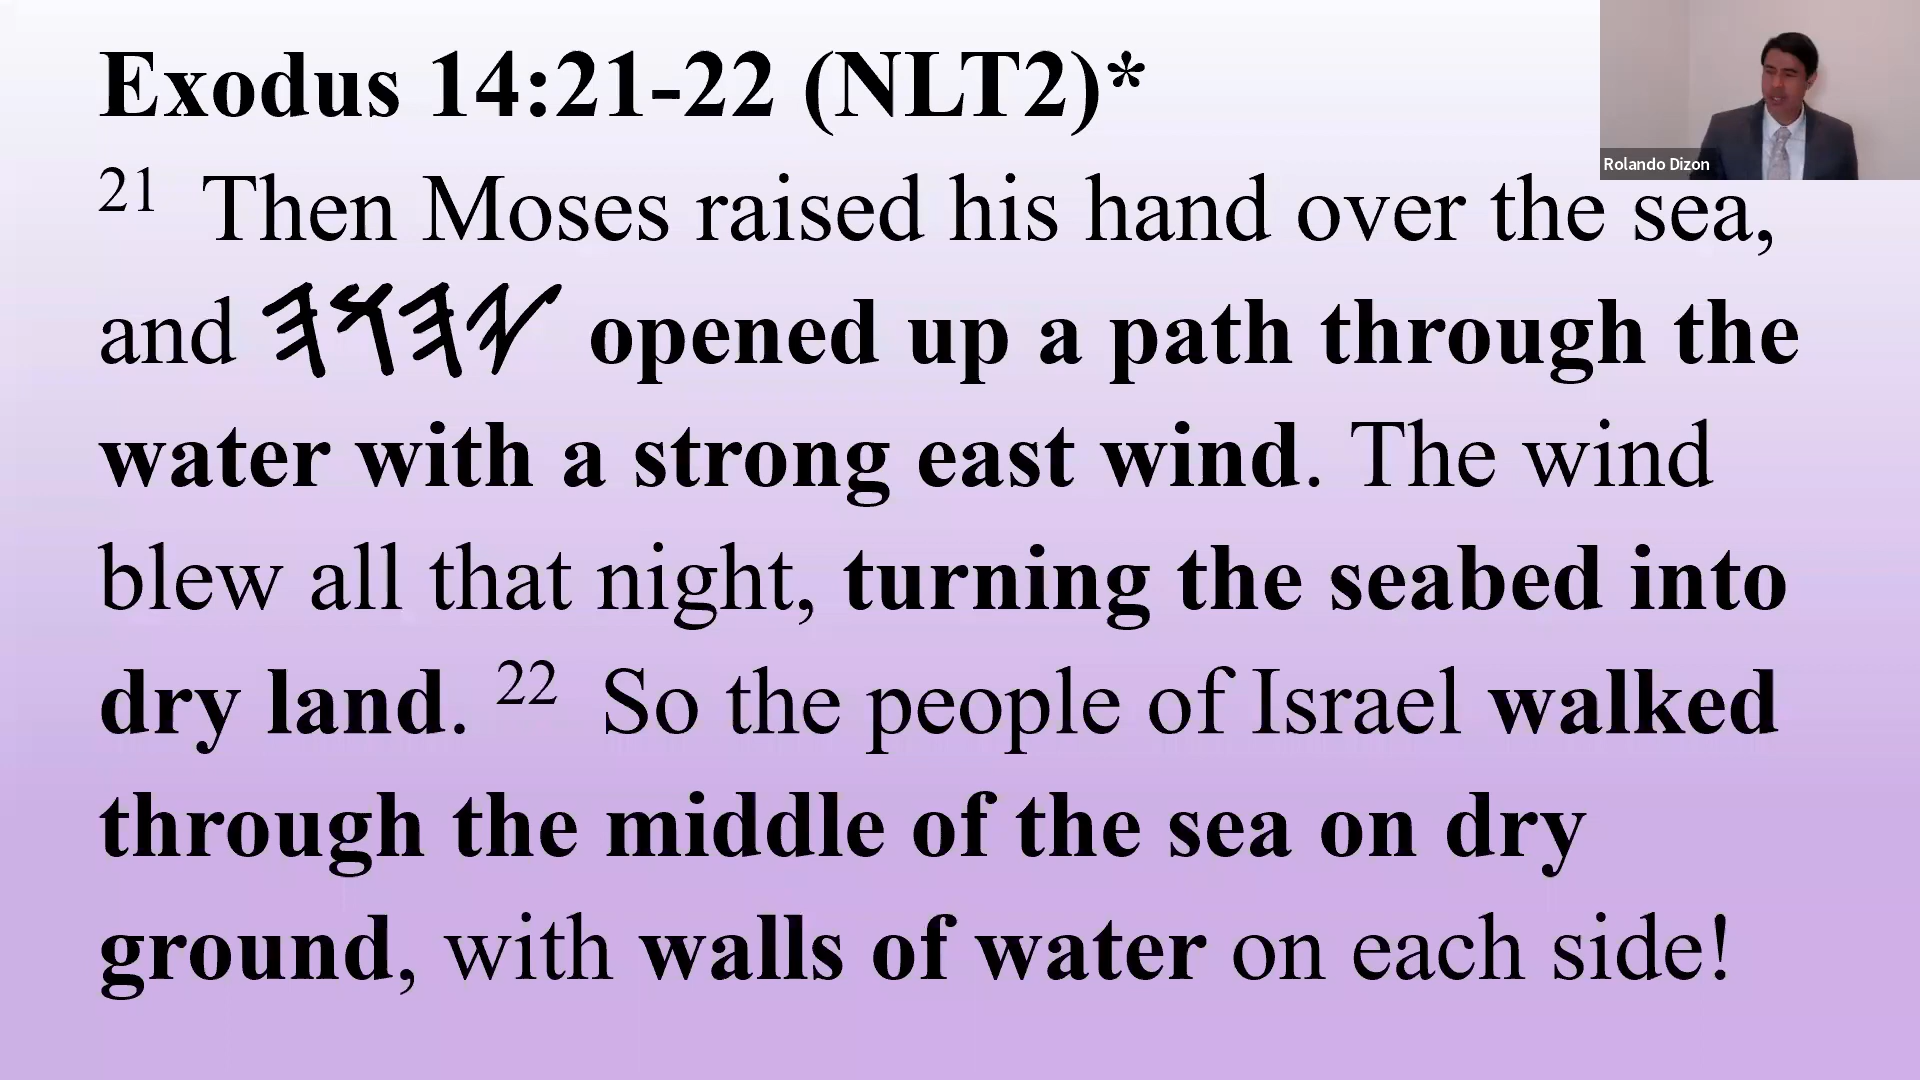 Exodus 14:21-22 (NLT2)*
Rolando Dizon
21 Then Moses raised his hand over the sea,
and 𐤉𐤄𐤅𐤄 opened up a path through the
water with a strong east wind. The wind
blew all that night, turning the seabed into
dry land. 22 So the people of Israel walked
through the middle of the sea on dry
ground, with walls of water on each side!